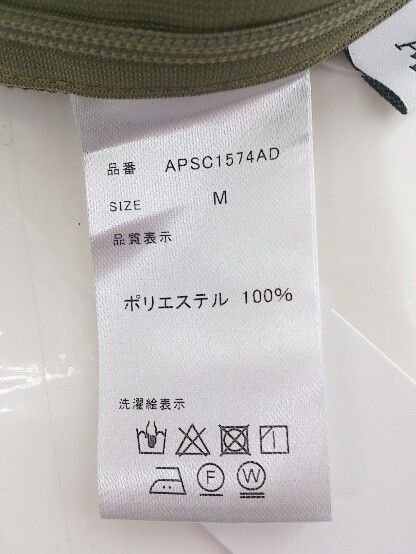 品番 APSC1574AD
SIZE M
品質表示
ポリエステル 100%
洗濯絵表示
F W